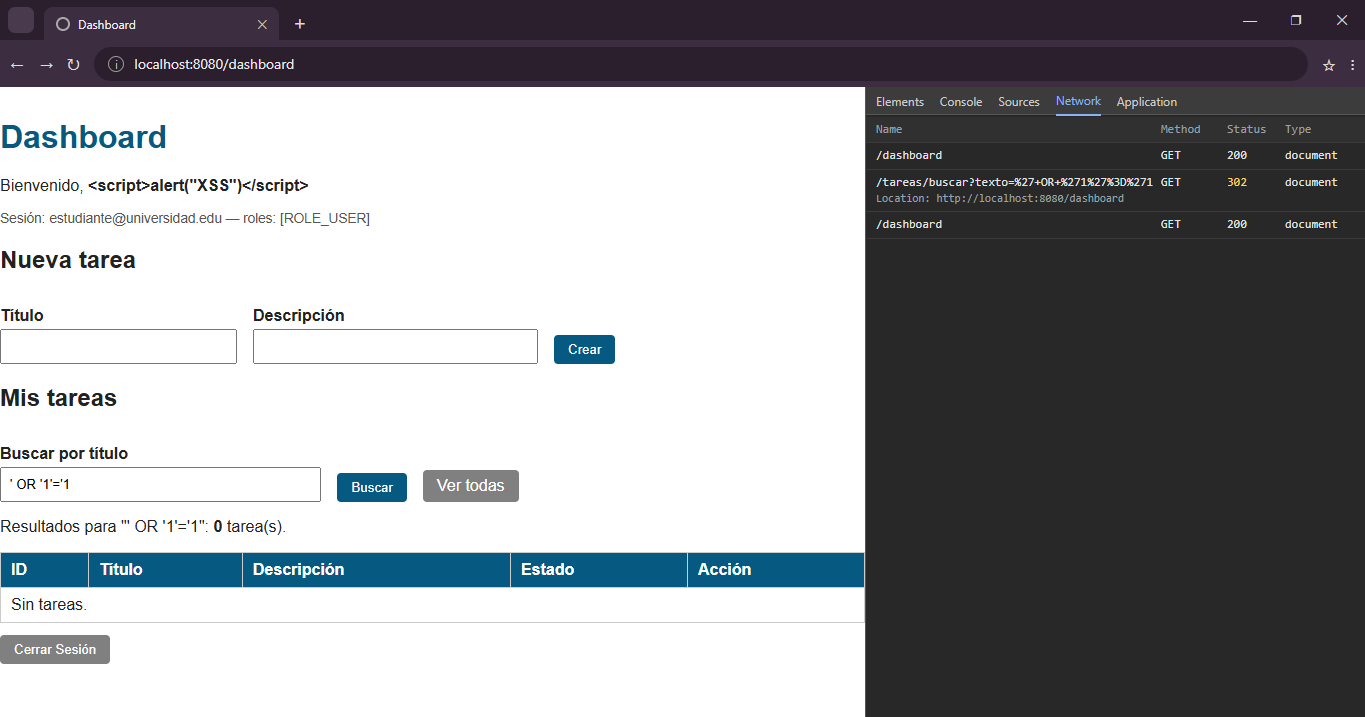 Dashboard
localhost:8080/dashboard
Elements Console Sources Network Application
Name Method Status Type
/dashboard GET 200 document
/tareas/buscar?texto=%27+OR+%271%27%3D%271 GET 302 document
Location: http://localhost:8080/dashboard
/dashboard GET 200 document
Dashboard
Bienvenido, <script>alert("XSS")</script>
Sesión: estudiante@universidad.edu — roles: [ROLE_USER]
Nueva tarea
Título Descripción
Crear
Mis tareas
Buscar por título
' OR '1'='1 Buscar Ver todas
Resultados para "' OR '1'='1": 0 tarea(s).
ID Título Descripción Estado Acción
Sin tareas.
Cerrar Sesión